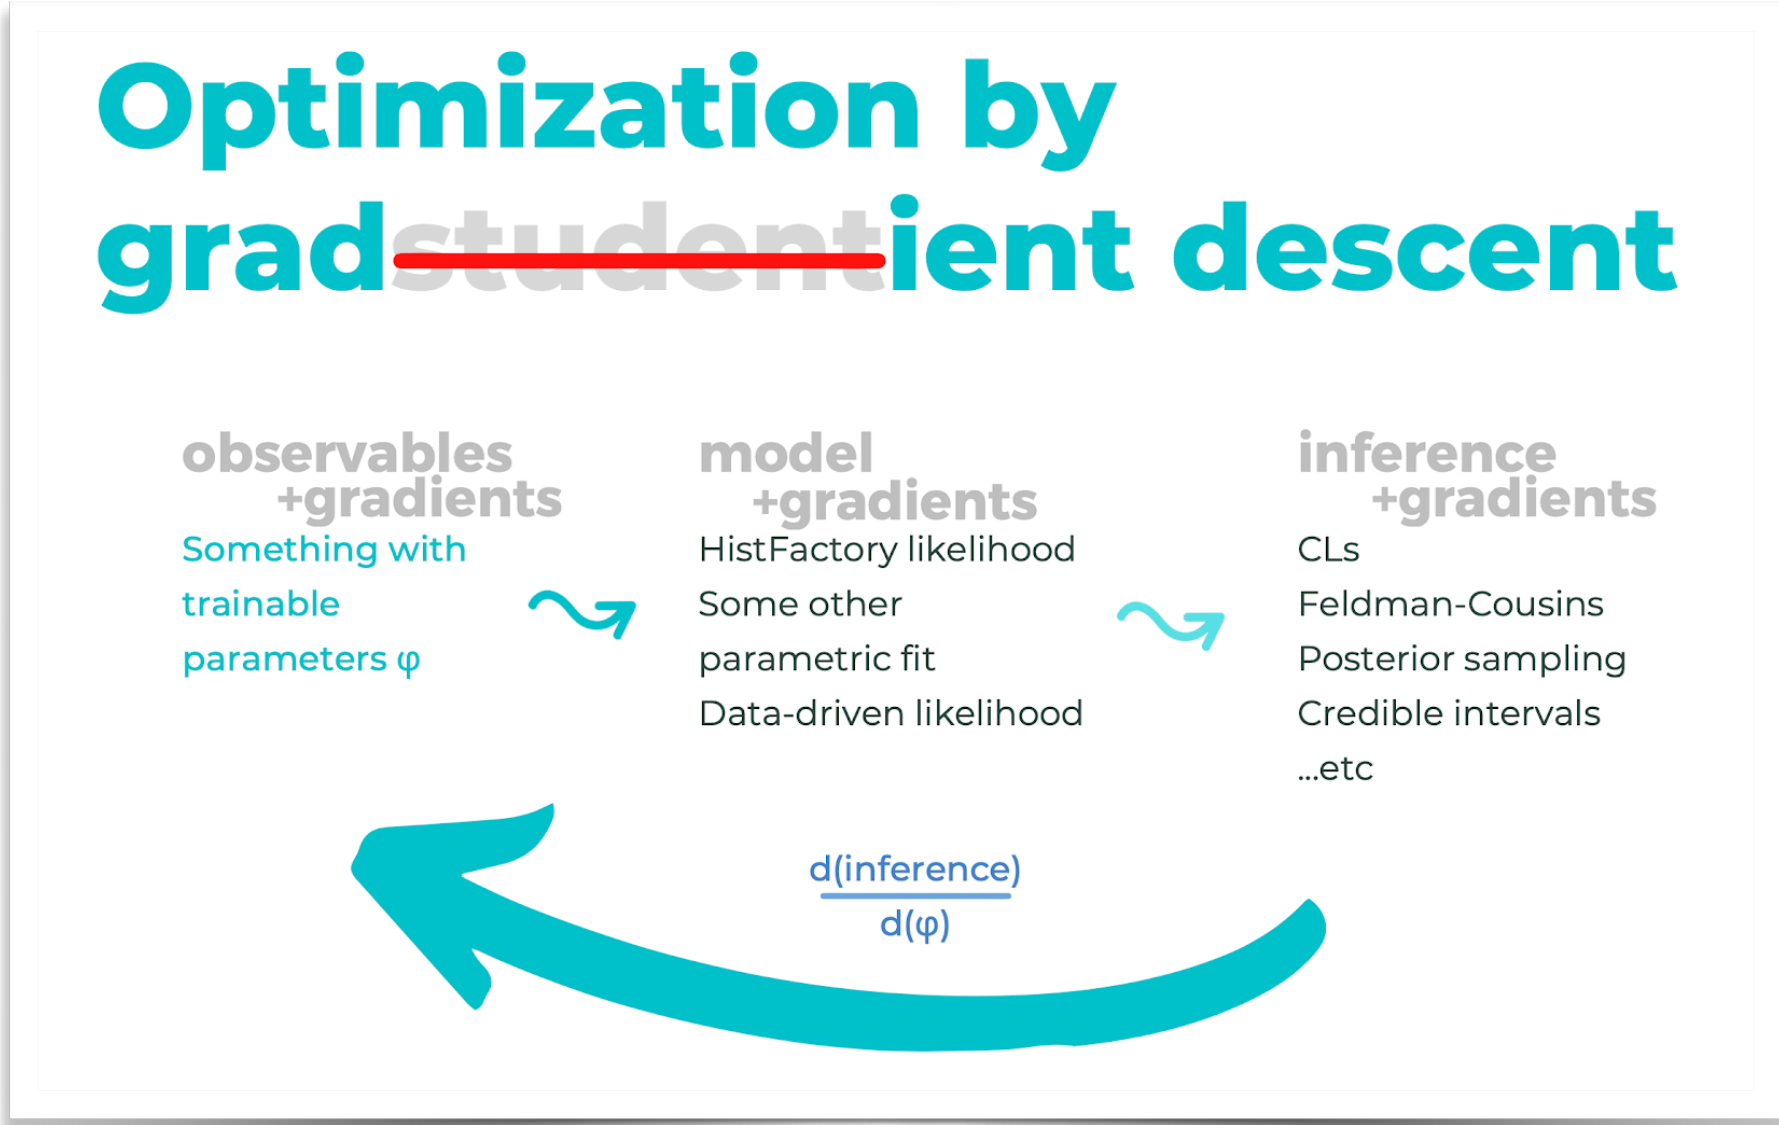 Optimization by
gradstudentient descent
observables
+gradients
Something with
trainable
parameters φ
model
+gradients
HistFactory likelihood
Some other
parametric fit
Data-driven likelihood
inference
+gradients
CLs
Feldman-Cousins
Posterior sampling
Credible intervals
...etc
d(inference)
d(φ)